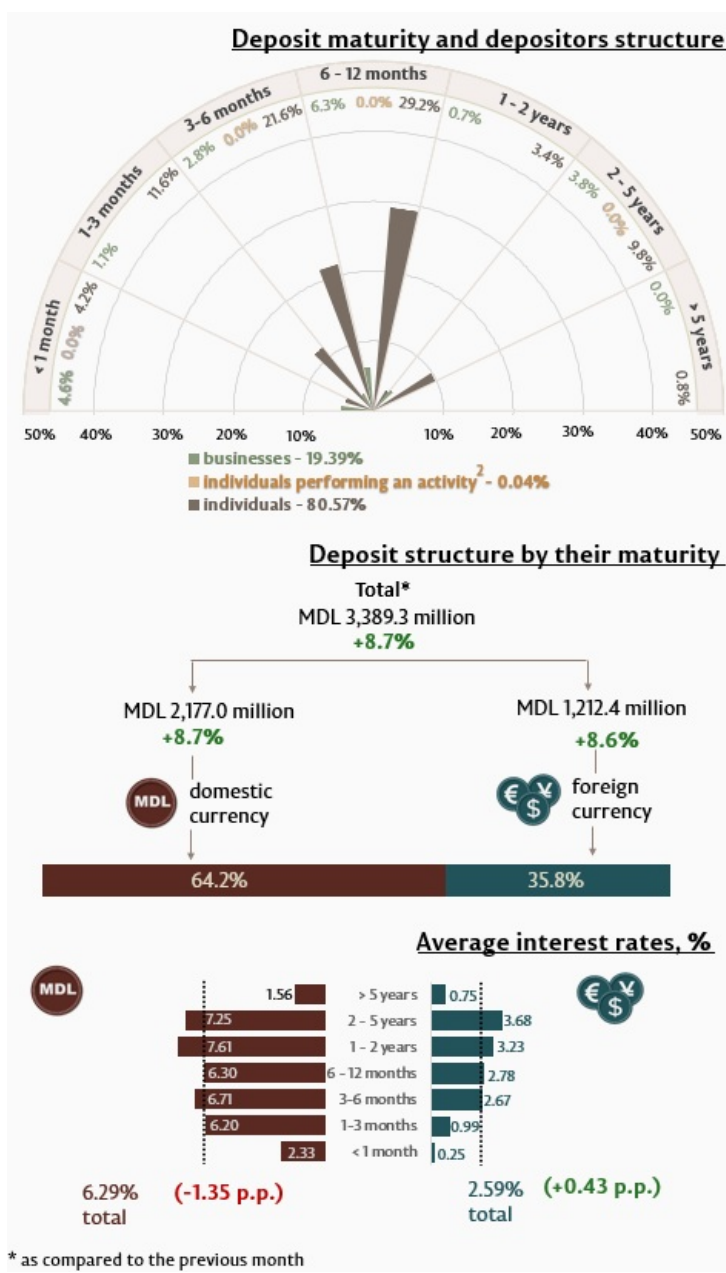 Deposit maturity and depositors structure
< 1 month
1-3 months
3-6 months
6 - 12 months
1 - 2 years
2 - 5 years
> 5 years
4.6% 0.0% 4.2%
1.1% 11.6%
2.8% 0.0% 21.6%
6.3% 0.0% 29.2%
0.7% 3.4%
3.8% 0.0% 9.8%
0.0% 0.8%
50% 40% 30% 20% 10% 10% 20% 30% 40% 50%
businesses - 19.39%
individuals performing an activity2 - 0.04%
individuals - 80.57%
Deposit structure by their maturity
Total*
MDL 3,389.3 million
+8.7%
MDL 2,177.0 million
+8.7%
MDL 1,212.4 million
+8.6%
MDL
domestic
currency
€ ¥ $
foreign
currency
64.2% 35.8%
Average interest rates, %
MDL
€ ¥ $
1.56 > 5 years 0.75
7.25 2 - 5 years 3.68
7.61 1 - 2 years 3.23
6.30 6 - 12 months 2.78
6.71 3-6 months 2.67
6.20 1-3 months 0.99
2.33 < 1 month 0.25
6.29% (-1.35 p.p.)
total
2.59% (+0.43 p.p.)
total
* as compared to the previous month